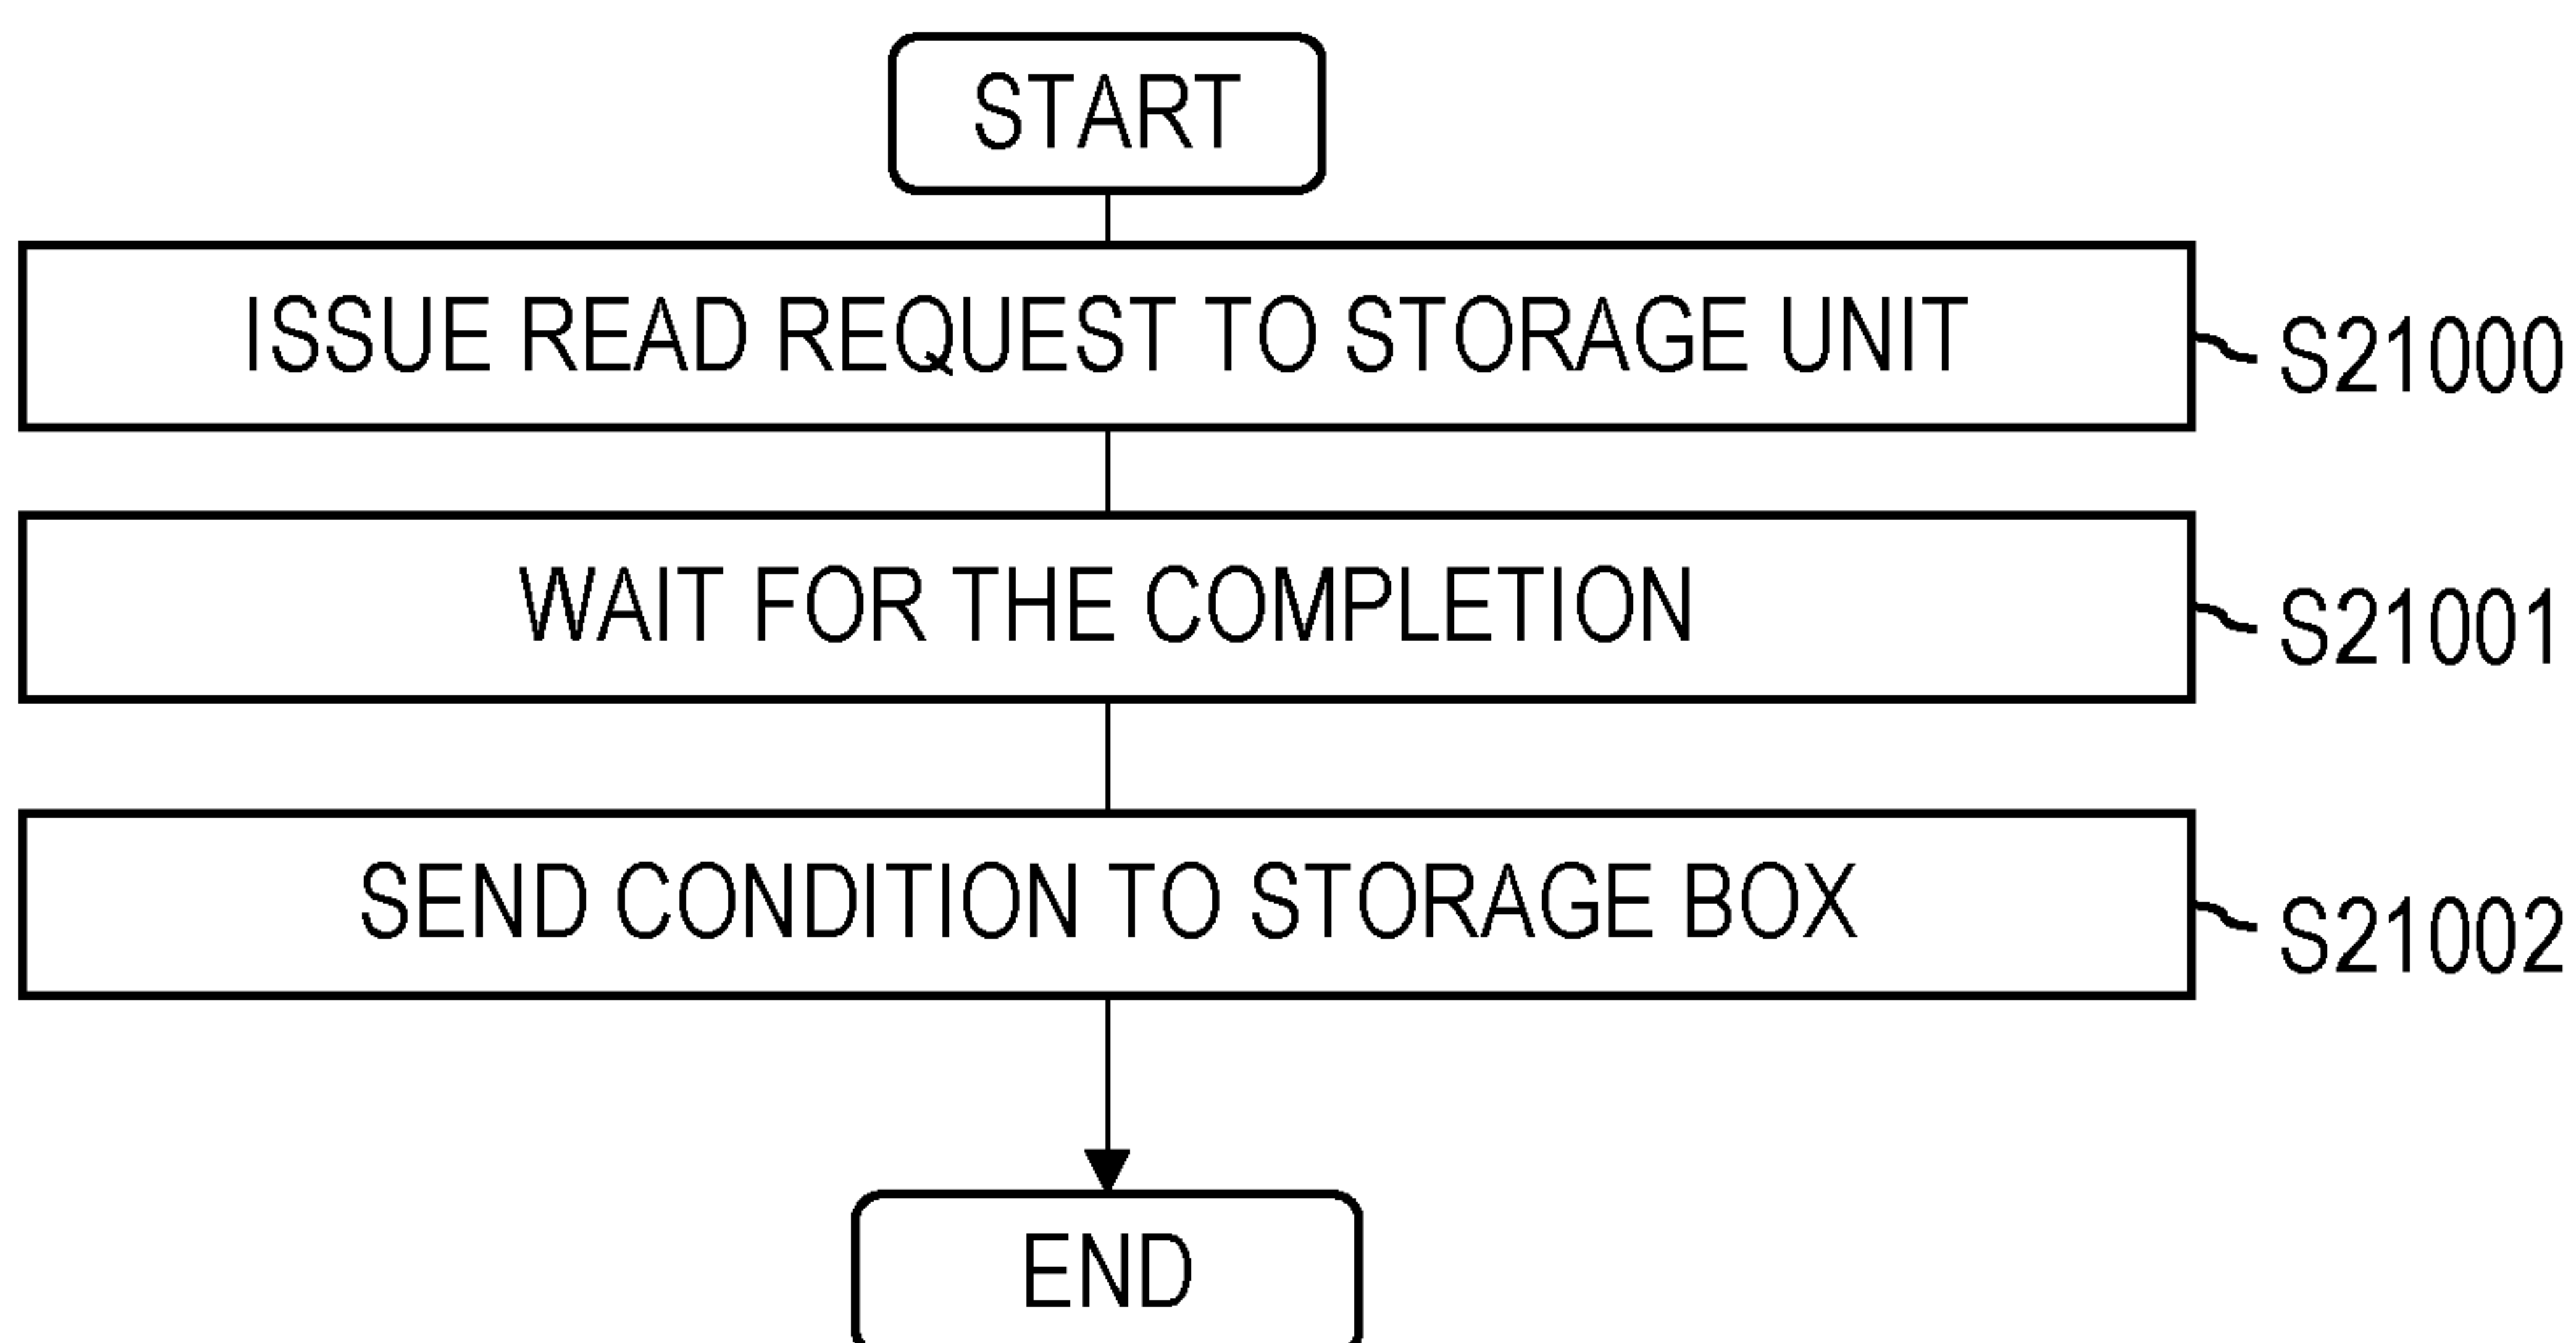 START
ISSUE READ REQUEST TO STORAGE UNIT
S21000
WAIT FOR THE COMPLETION
S21001
SEND CONDITION TO STORAGE BOX
S21002
END